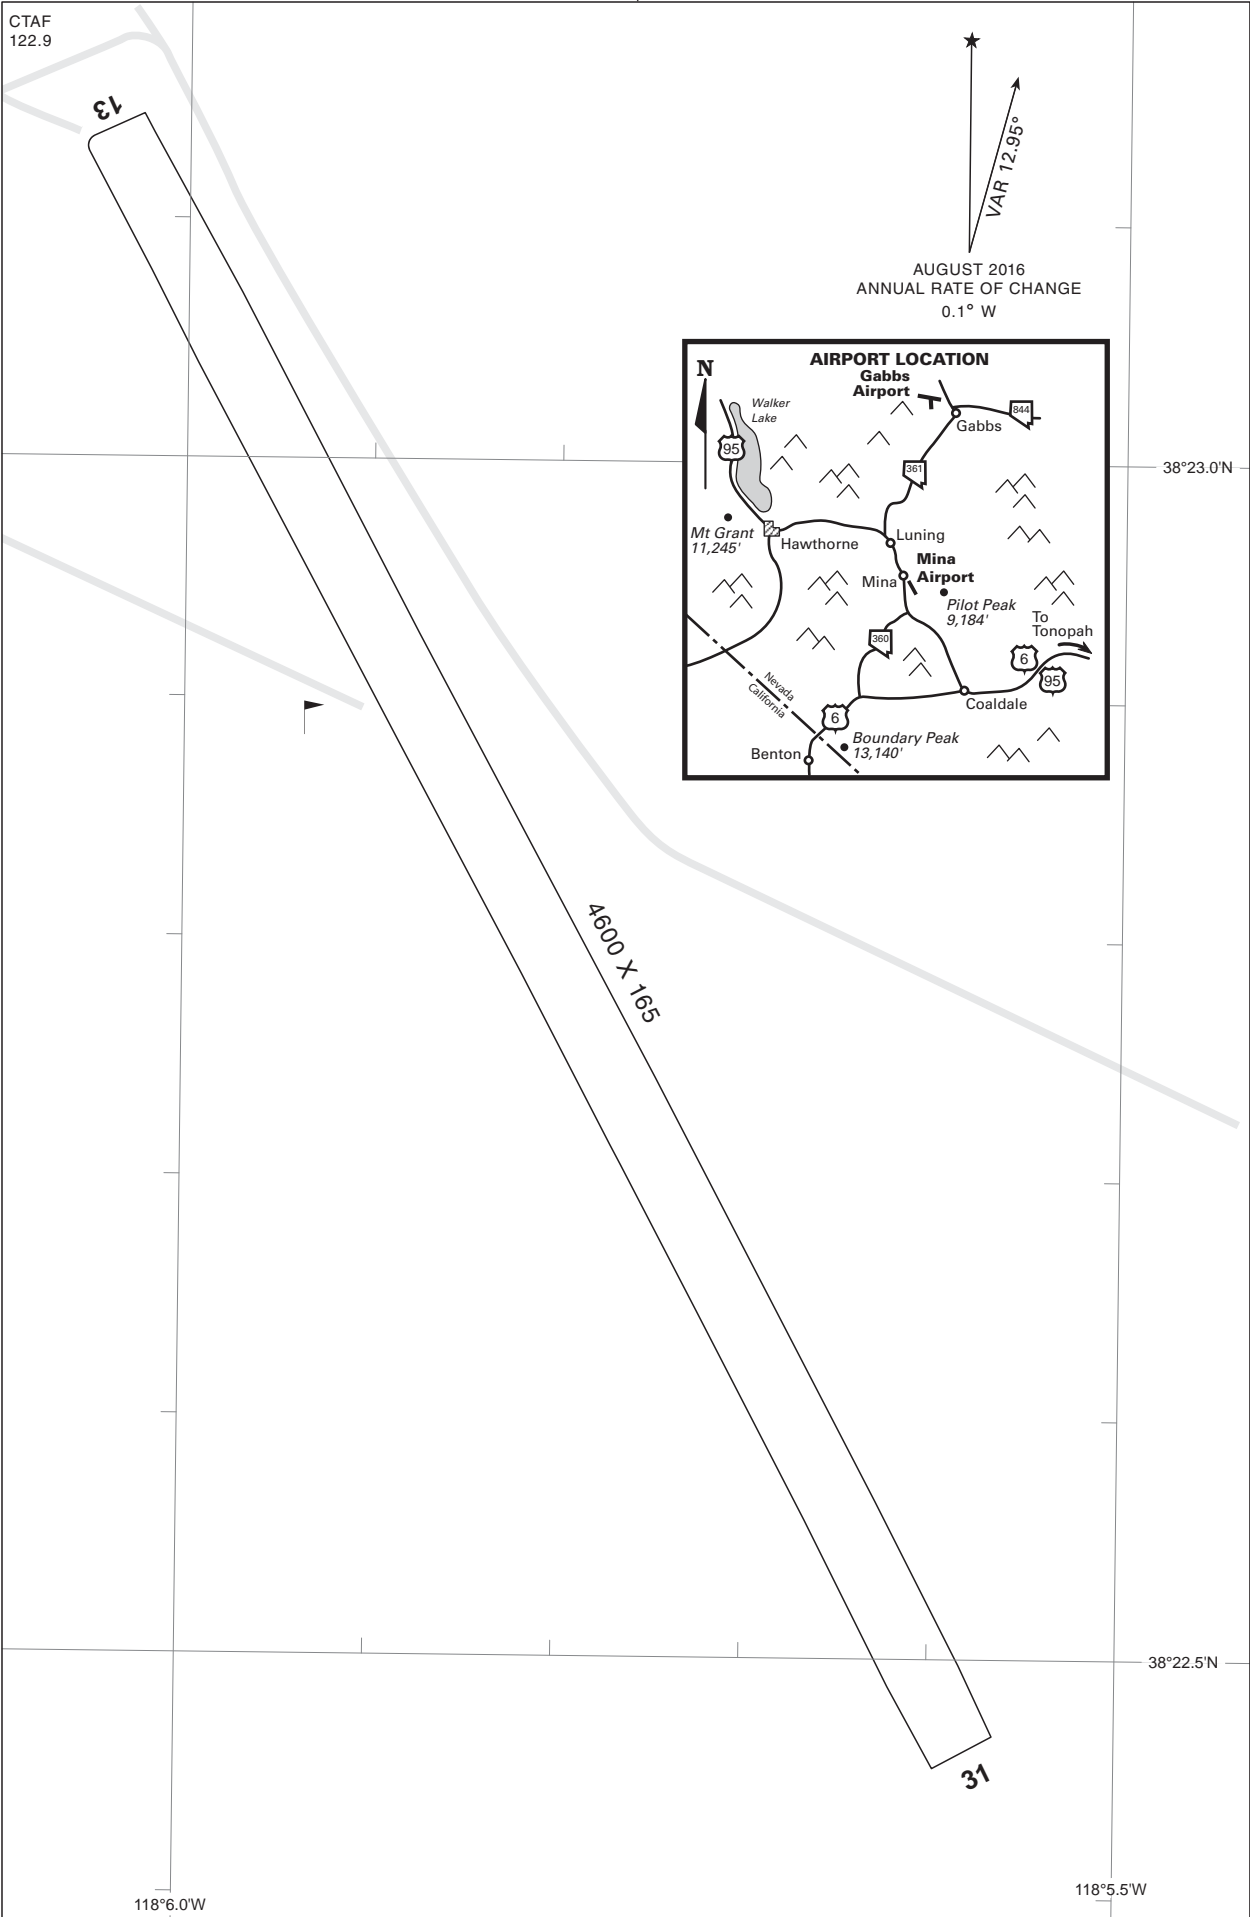 CTAF
122.9
13
VAR 12.95°
AUGUST 2016
ANNUAL RATE OF CHANGE
0.1° W
AIRPORT LOCATION
N
Gabbs
Airport
Walker
Lake
844
Gabbs
95
361
38°23.0'N
Mt Grant
11,245'
Hawthorne
Luning
Mina
Airport
Mina
Pilot Peak
9,184'
To
Tonopah
360
6
95
Nevada
California
Coaldale
6
Boundary Peak
13,140'
Benton
4600 X 165
38°22.5'N
31
118°6.0'W
118°5.5'W